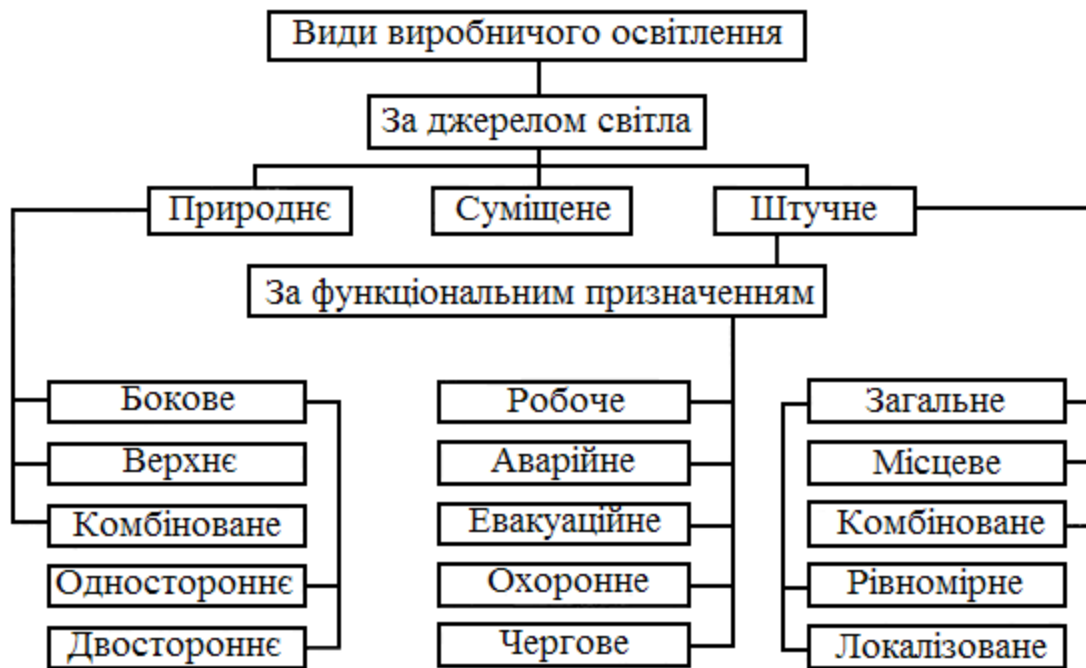 Види виробничого освітлення
За джерелом світла
Природнє
Суміщене
Штучне
За функціональним призначенням
Бокове
Верхнє
Комбіноване
Одностороннє
Двостороннє
Робоче
Аварійне
Евакуаційне
Охоронне
Чергове
Загальне
Місцеве
Комбіноване
Рівномірне
Локалізоване